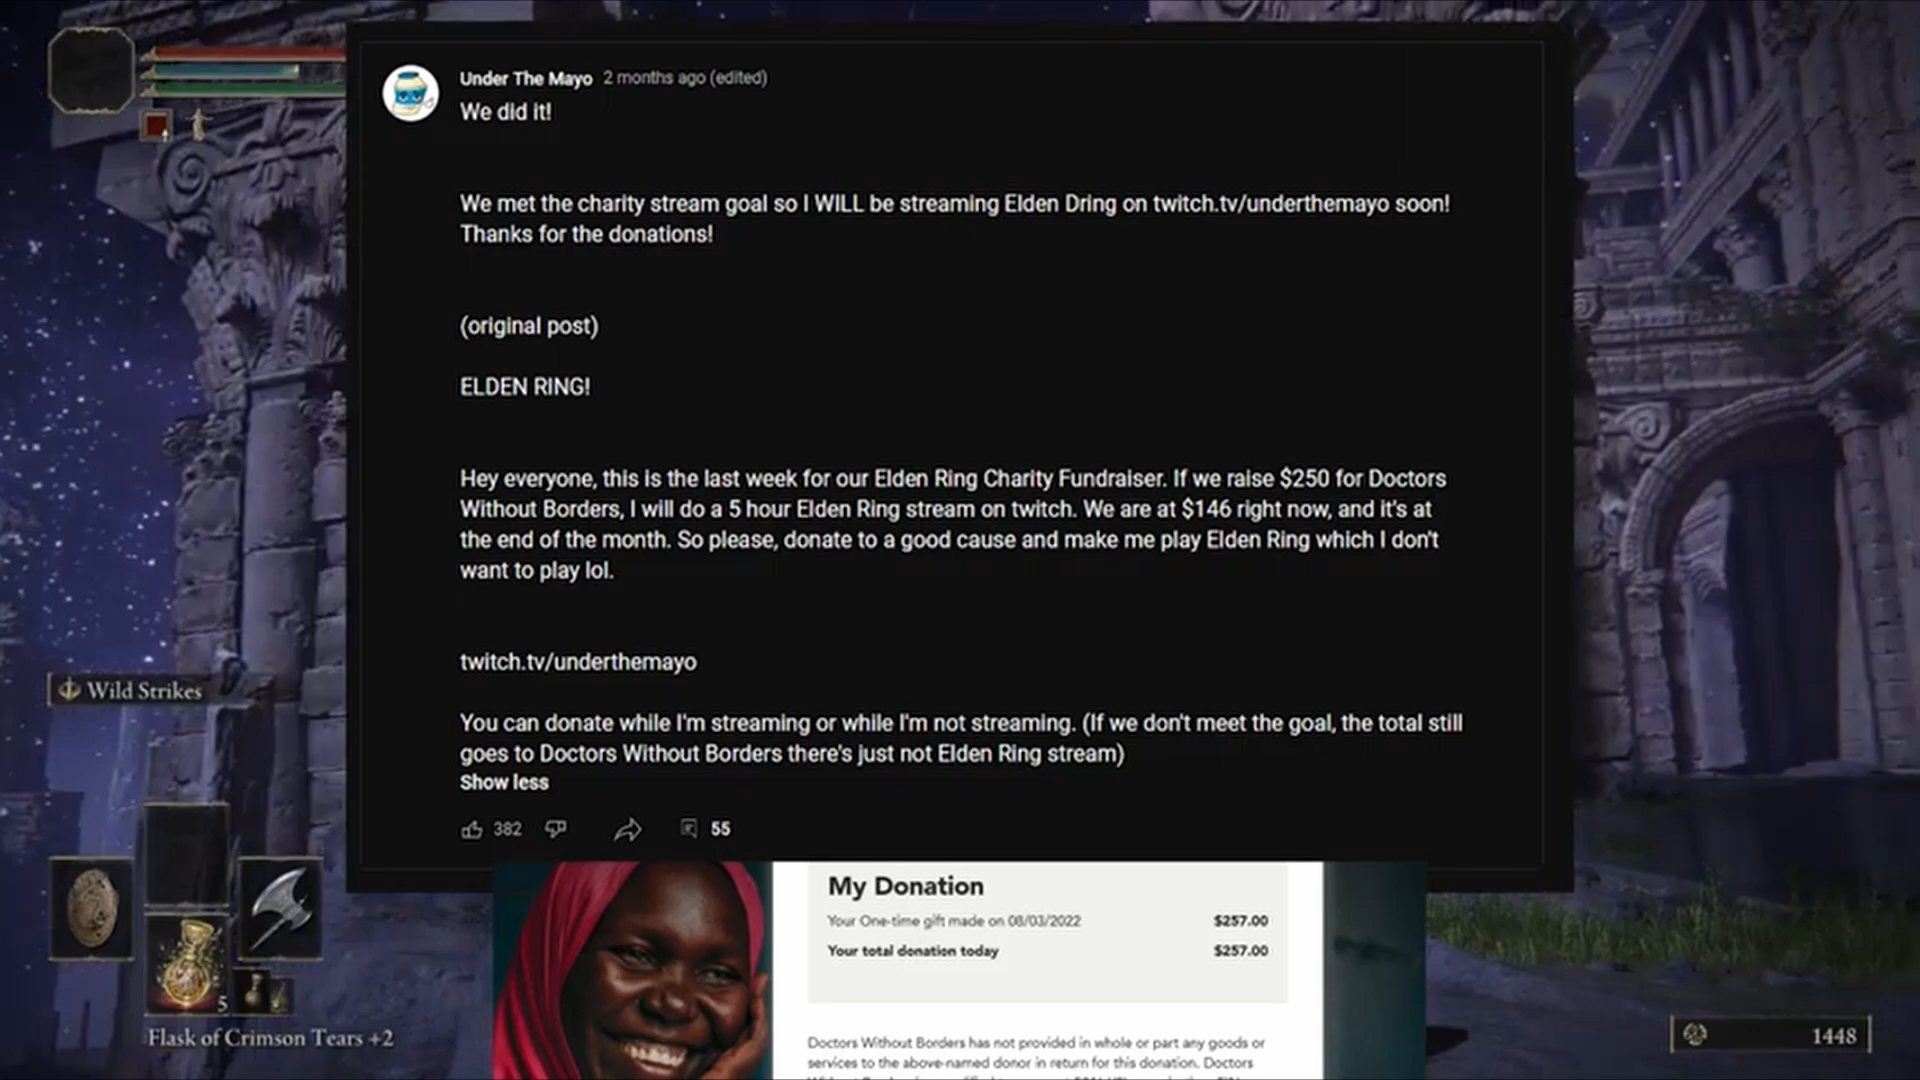 Under The Mayo 2 months ago (edited)
We did it!
We met the charity stream goal so I WILL be streaming Elden Dring on twitch.tv/underthemayo soon!
Thanks for the donations!
(original post)
ELDEN RING!
Hey everyone, this is the last week for our Elden Ring Charity Fundraiser. If we raise $250 for Doctors
Without Borders, I will do a 5 hour Elden Ring stream on twitch. We are at $146 right now, and it's at
the end of the month. So please, donate to a good cause and make me play Elden Ring which I don't
want to play lol.
twitch.tv/underthemayo
You can donate while I'm streaming or while I'm not streaming. (If we don't meet the goal, the total still
goes to Doctors Without Borders there's just not Elden Ring stream)
Show less
382
55
Wild Strikes
5
Flask of Crimson Tears +2
My Donation
Your One-time gift made on 08/03/2022 $257.00
Your total donation today $257.00
Doctors Without Borders has not provided in whole or part any goods or
services to the above-named donor in return for this donation. Doctors
1448